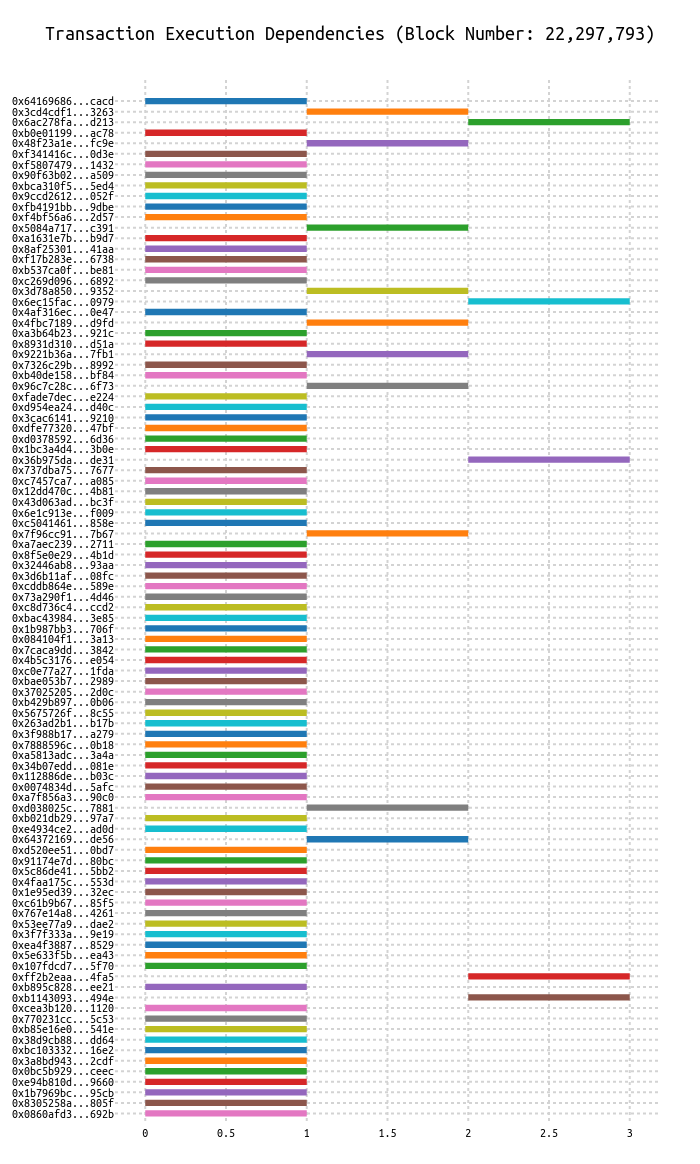 Transaction Execution Dependencies (Block Number: 22,297,793)
0x64169686...cacd
0x3cd4cdf1...3263
0x6ac278fa...d213
0xb0e01199...ac78
0x48f23a1e...fc9e
0xf341416c...0d3e
0xf5807479...1432
0x90f63b02...a509
0xbca310f5...5ed4
0x9ccd2612...052f
0xfb4191bb...9dbe
0xf4bf56a6...2d57
0x5084a717...c391
0xa1631e7b...b9d7
0x8af25301...41aa
0xf17b283e...6738
0xb537ca0f...be81
0xc269d096...6892
0x3d78a850...9352
0x6ec15fac...0979
0x4af316ec...0e47
0x4fbc7189...d9fd
0xa3b64b23...921c
0x8931d310...d51a
0x9221b36a...7fb1
0x7326c29b...8992
0xb40de158...bf84
0x96c7c28c...6f73
0xfade7dec...e224
0xd954ea24...d40c
0x3cac6141...9210
0xdfe77320...47bf
0xd0378592...6d36
0x1bc3a4d4...3b0e
0x36b975da...de31
0x737dba75...7677
0xc7457ca7...a085
0x12dd470c...4b81
0x43d063ad...bc3f
0x6e1c913e...f009
0xc5041461...858e
0x7f96cc91...7b67
0xa7aec239...2711
0x8f5e0e29...4b1d
0x32446ab8...93aa
0x3d6b11af...08fc
0xcddb864e...589e
0x73a290f1...4d46
0xc8d736c4...ccd2
0xbac43984...3e85
0x1b987bb3...706f
0x084104f1...3a13
0x7caca9dd...3842
0x4b5c3176...e054
0xc0e77a27...1fda
0xbae053b7...2989
0x37025205...2d0c
0xb429b897...0b06
0x5675726f...8c55
0x263ad2b1...b17b
0x3f988b17...a279
0x7888596c...0b18
0xa5813adc...3a4a
0x34b07edd...081e
0x112886de...b03c
0x0074834d...5afc
0xa7f856a3...90c0
0xd038025c...7881
0xb021db29...97a7
0xe4934ce2...ad0d
0x64372169...de56
0xd520ee51...0bd7
0x91174e7d...80bc
0x5c86de41...5bb2
0x4faa175c...553d
0x1e95ed39...32ec
0xc61b9b67...85f5
0x767e14a8...4261
0x53ee77a9...dae2
0x3f7f333a...9e19
0xea4f3887...8529
0x5e633f5b...ea43
0x107fdcd7...5f70
0xff2b2eaa...4fa5
0xb895c828...ee21
0xb1143093...494e
0xcea3b120...1120
0x770231cc...5c53
0xb85e16e0...541e
0x38d9cb88...dd64
0xbc103332...16e2
0x3a8bd943...2cdf
0x0bc5b929...ceec
0xe94b810d...9660
0x1b7969bc...95cb
0x8305258a...805f
0x0860afd3...692b
0 0.5 1 1.5 2 2.5 3